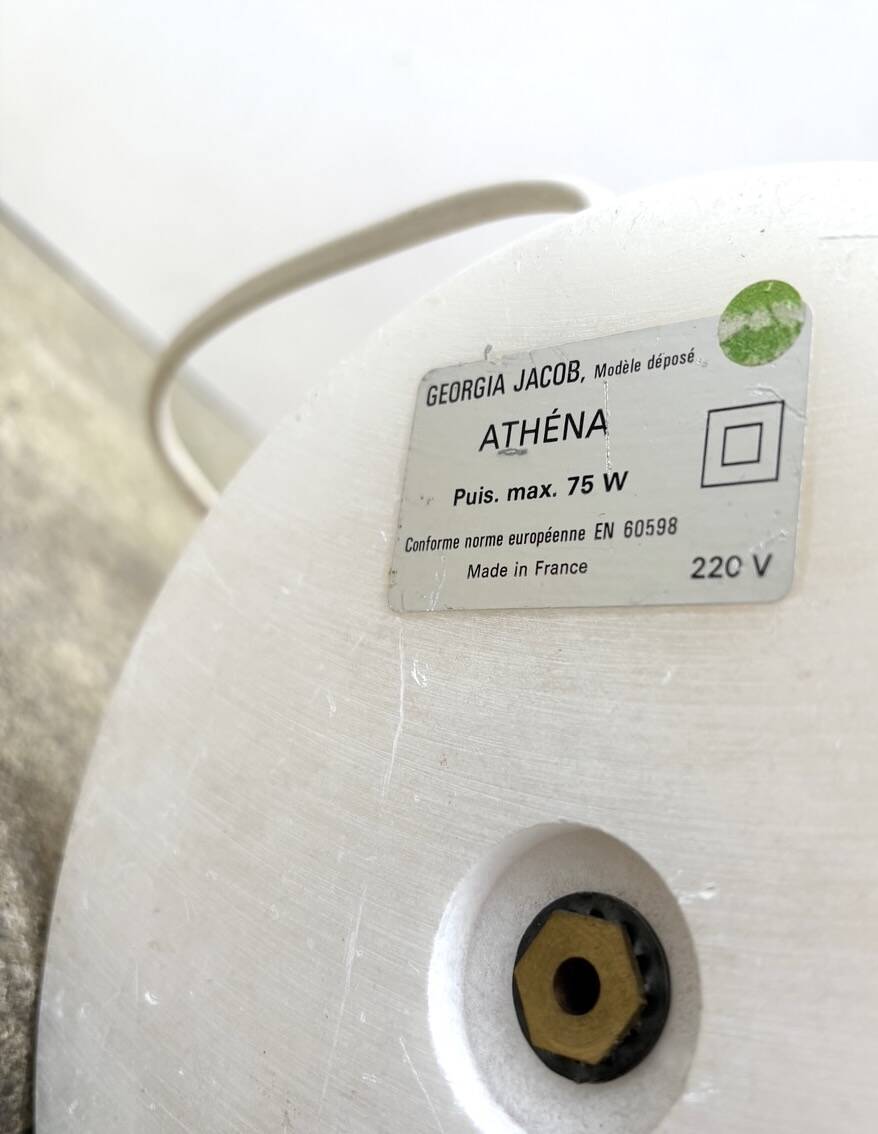 GEORGIA JACOB, Modèle déposé
ATHÉNA
Puis. max. 75 W
Conforme norme européenne EN 60598
Made in France
220 V